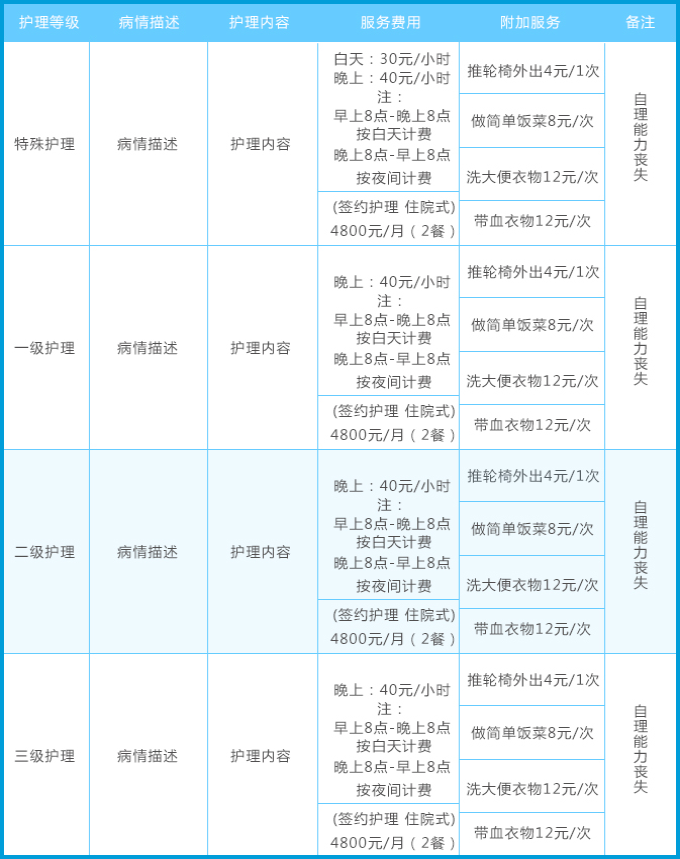 护理等级 病情描述 护理内容 服务费用 附加服务 备注
特殊护理
病情描述
护理内容
白天：30元/小时
晚上：40元/小时
注：
早上8点-晚上8点
按白天计费
晚上8点-早上8点
按夜间计费
(签约护理 住院式)
4800元/月（2餐）
推轮椅外出4元/1次
做简单饭菜8元/次
洗大便衣物12元/次
带血衣物12元/次
自理能力丧失
一级护理
病情描述
护理内容
晚上：40元/小时
注：
早上8点-晚上8点
按白天计费
晚上8点-早上8点
按夜间计费
(签约护理 住院式)
4800元/月（2餐）
推轮椅外出4元/1次
做简单饭菜8元/次
洗大便衣物12元/次
带血衣物12元/次
自理能力丧失
二级护理
病情描述
护理内容
晚上：40元/小时
注：
早上8点-晚上8点
按白天计费
晚上8点-早上8点
按夜间计费
(签约护理 住院式)
4800元/月（2餐）
推轮椅外出4元/1次
做简单饭菜8元/次
洗大便衣物12元/次
带血衣物12元/次
自理能力丧失
三级护理
病情描述
护理内容
晚上：40元/小时
注：
早上8点-晚上8点
按白天计费
晚上8点-早上8点
按夜间计费
(签约护理 住院式)
4800元/月（2餐）
推轮椅外出4元/1次
做简单饭菜8元/次
洗大便衣物12元/次
带血衣物12元/次
自理能力丧失